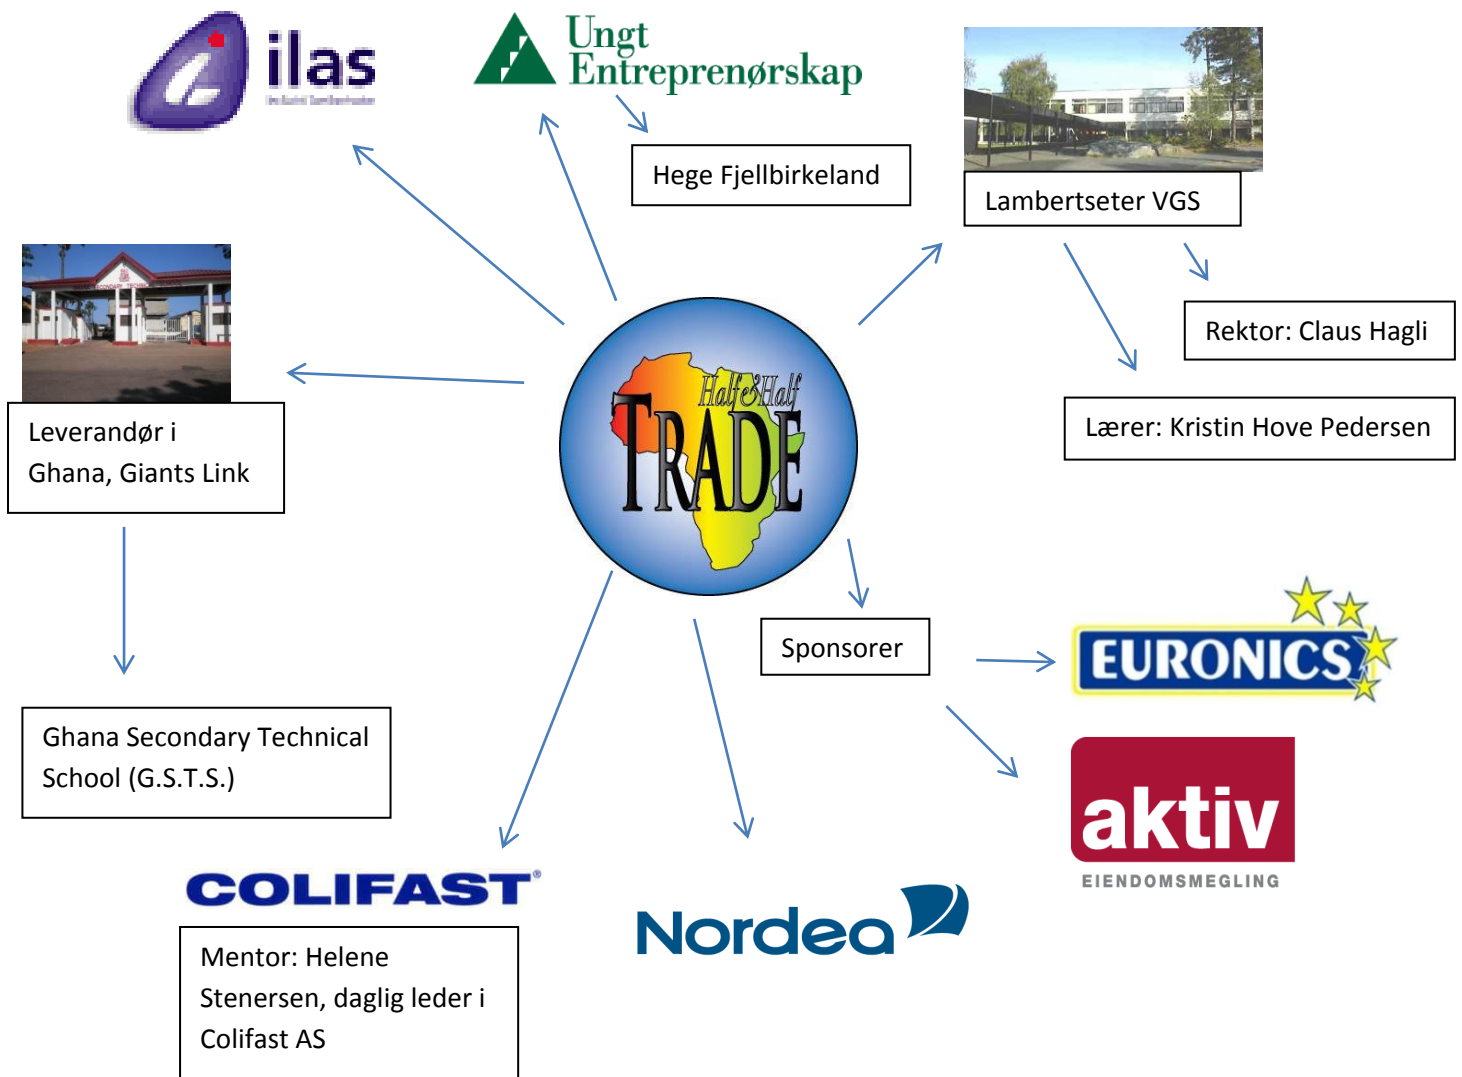 ilas
Ungt
Entreprenørskap
Hege Fjellbirkeland
Lambertseter VGS
Rektor: Claus Hagli
Lærer: Kristin Hove Pedersen
SECONDARY TECHNICAL
Leverandør i
Ghana, Giants Link
Half&Half
TRADE
Sponsorer
EURONICS
Ghana Secondary Technical
School (G.S.T.S.)
aktiv
EIENDOMSMEGLING
COLIFAST®
Nordea
Mentor: Helene
Stenersen, daglig leder i
Colifast AS